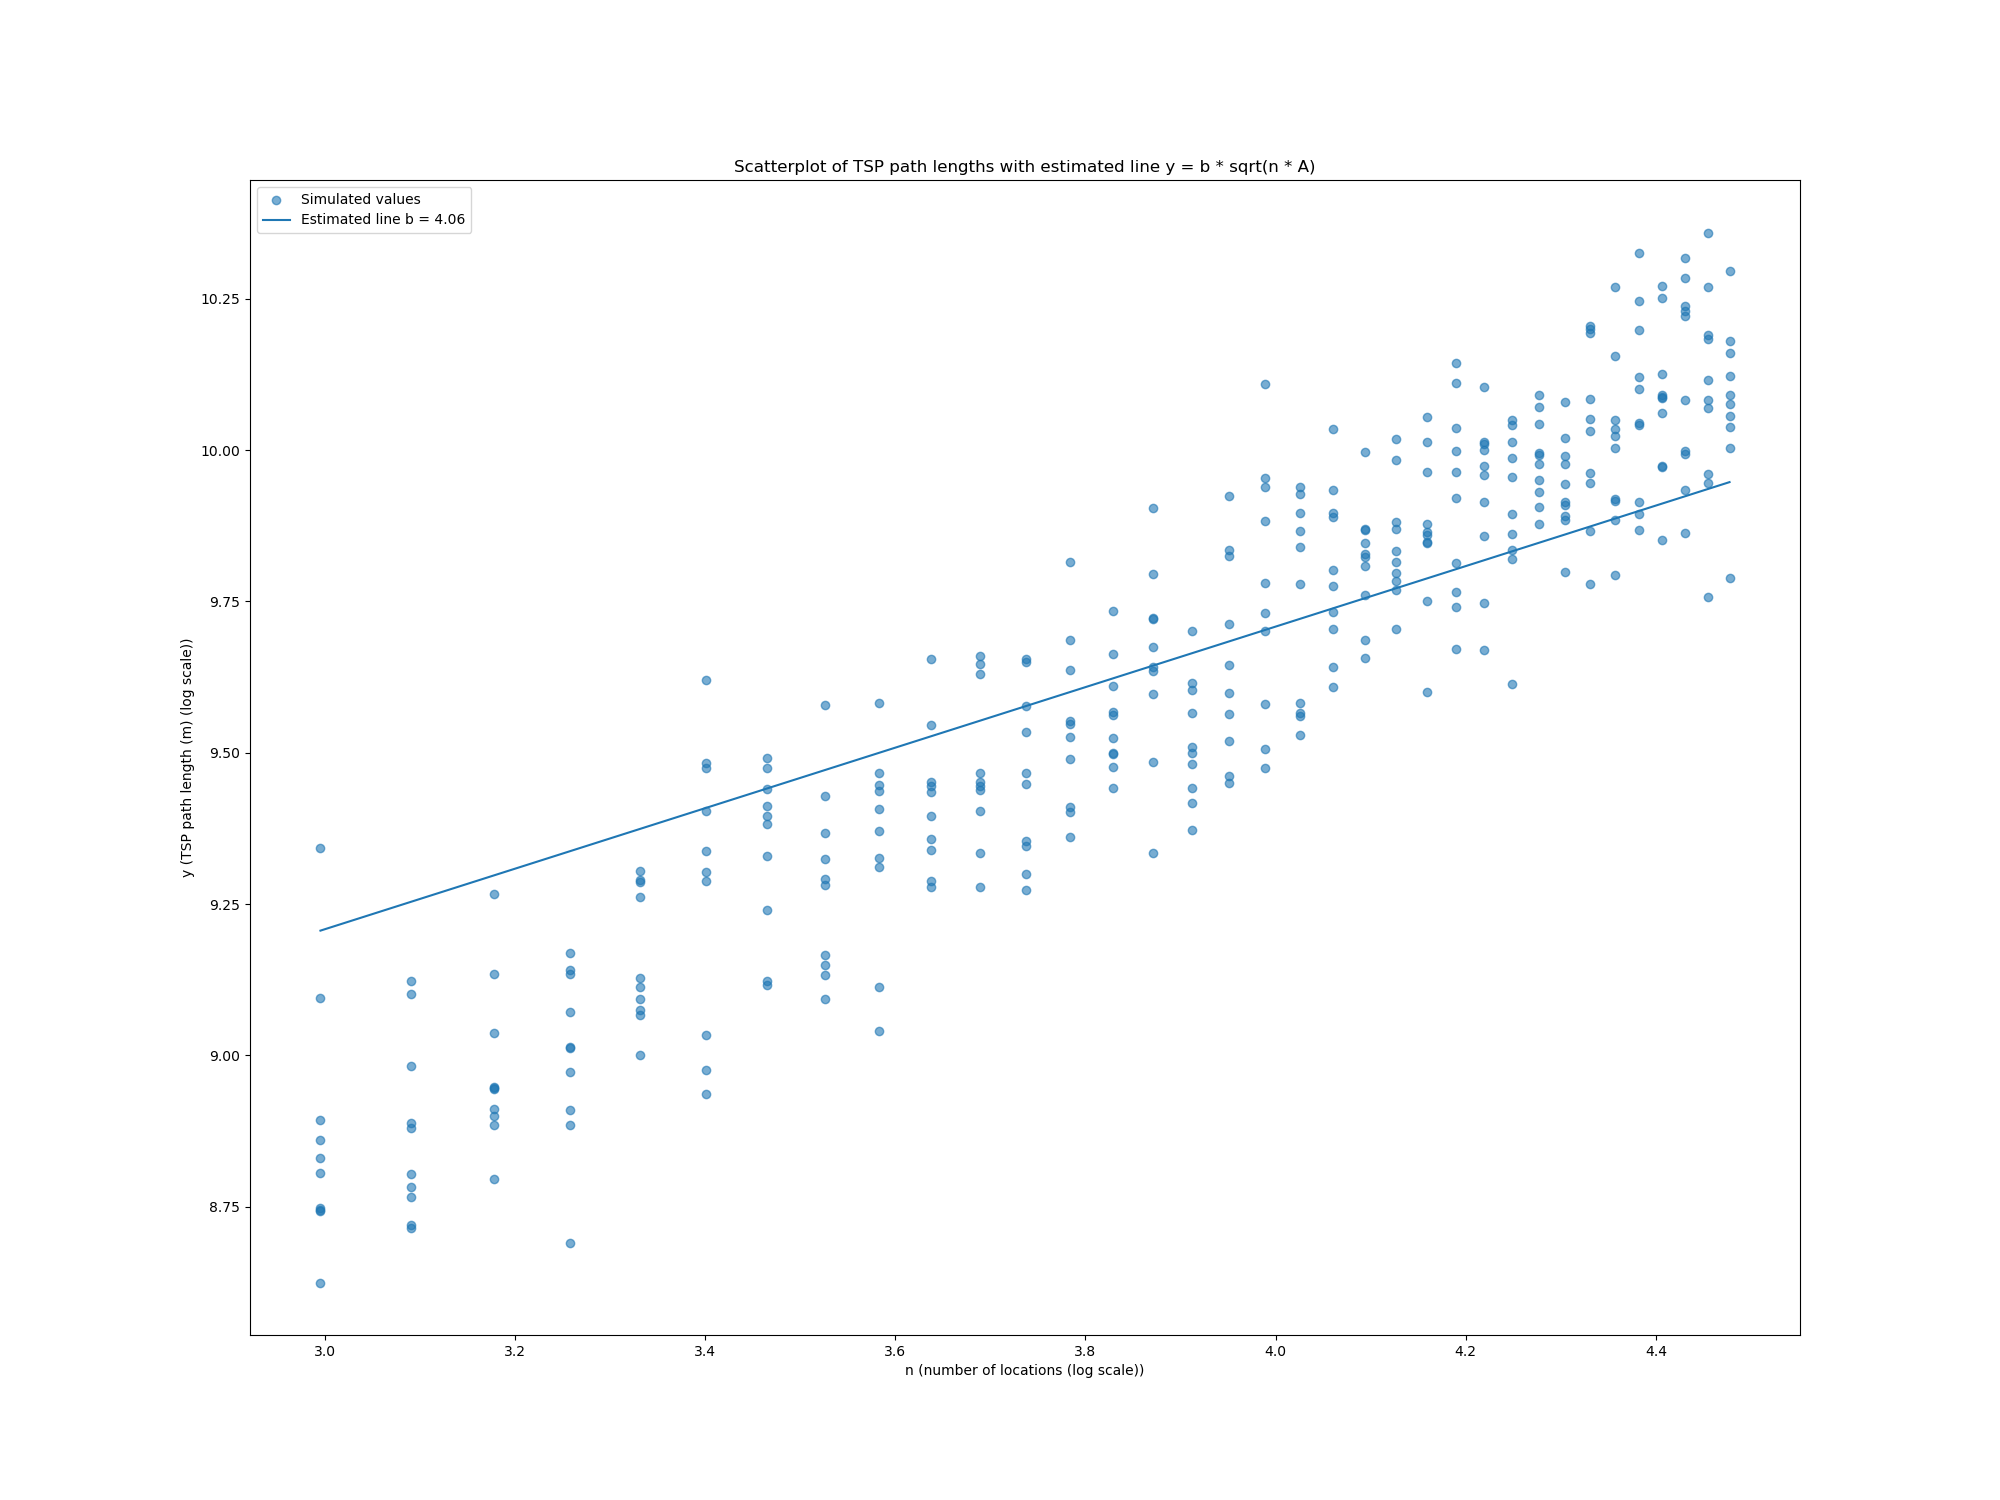 Scatterplot of TSP path lengths with estimated line y = b * sqrt(n * A)
Simulated values
Estimated line b = 4.06
10.25
10.00
9.75
9.50
9.25
9.00
8.75
y (TSP path length (m) (log scale))
3.0 3.2 3.4 3.6 3.8 4.0 4.2 4.4
n (number of locations (log scale))